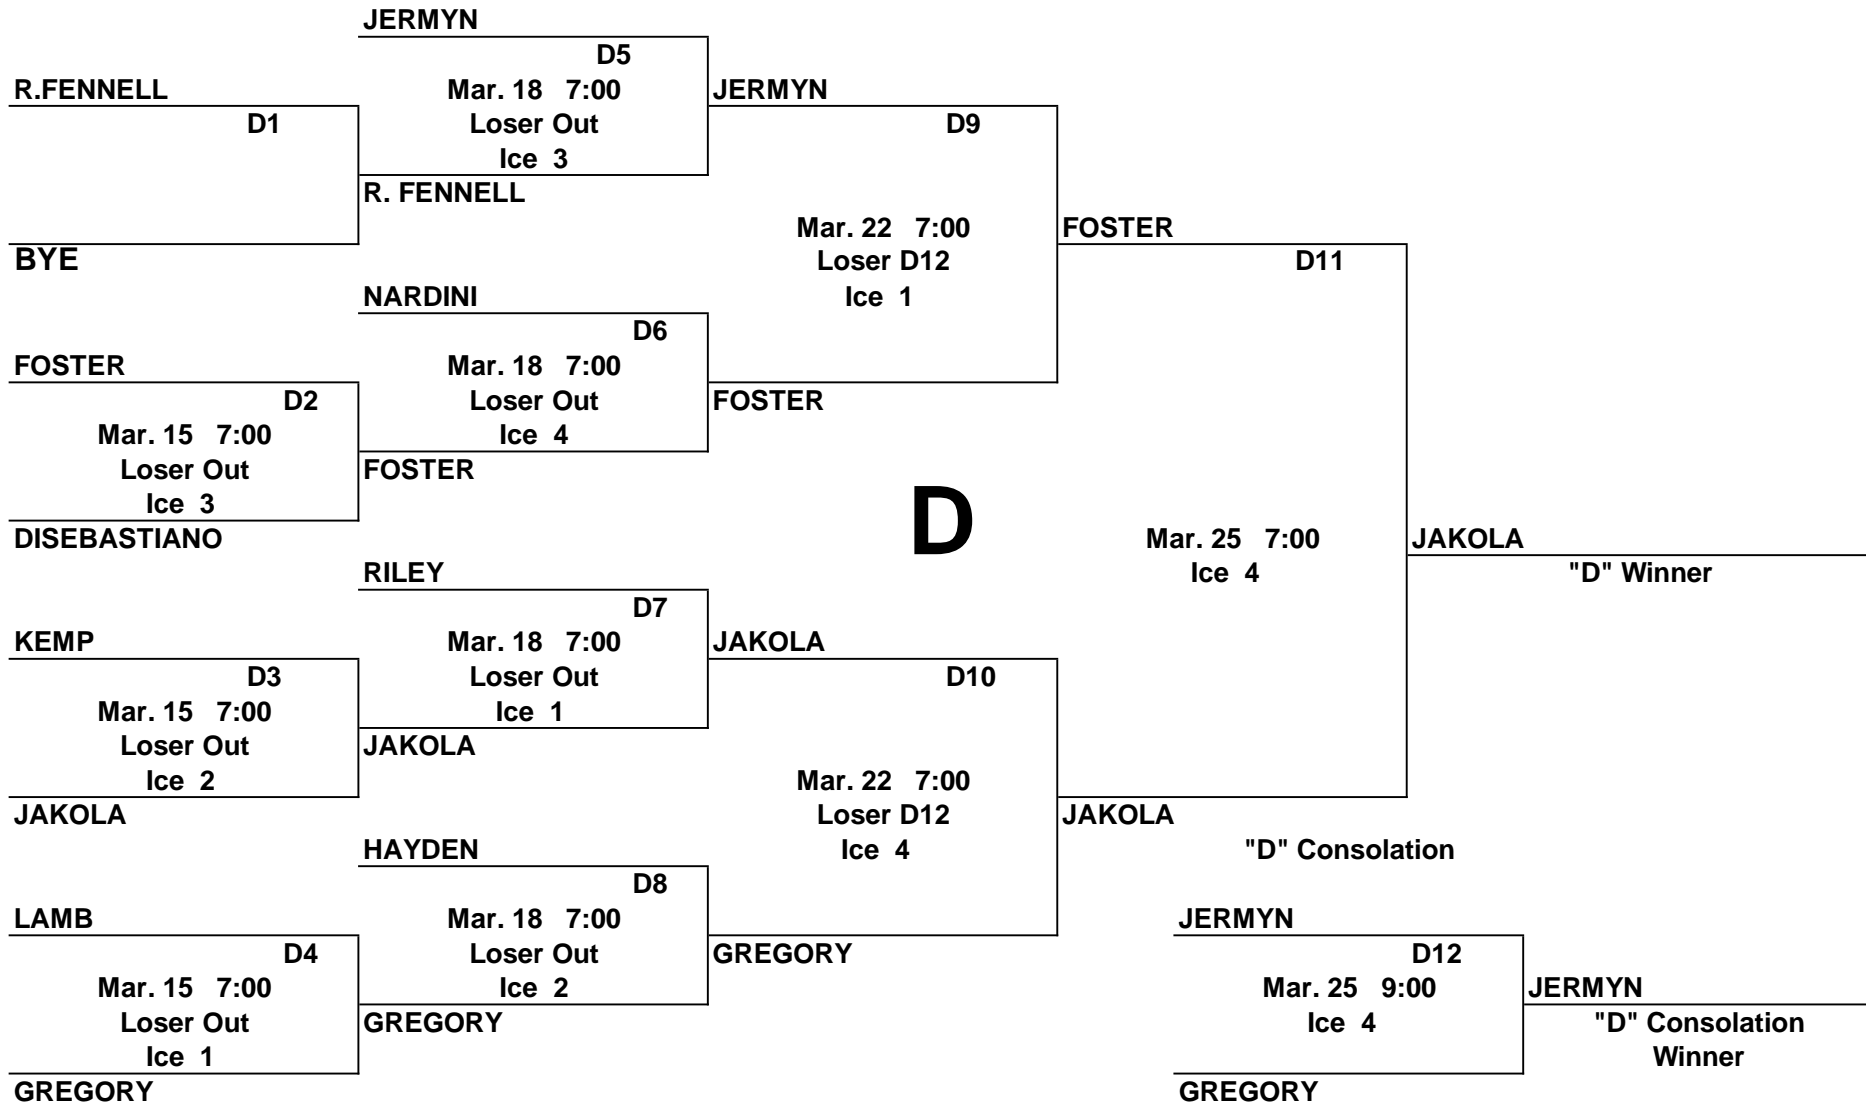 JERMYN
D5
R.FENNELL
Mar. 18 7:00
JERMYN
D1
Loser Out
D9
Ice 3
R. FENNELL
Mar. 22 7:00
FOSTER
BYE
Loser D12
D11
NARDINI
Ice 1
D6
FOSTER
Mar. 18 7:00
D2
Loser Out
FOSTER
Mar. 15 7:00
Ice 4
Loser Out
FOSTER
Ice 3
D
DISEBASTIANO
Mar. 25 7:00
JAKOLA
RILEY
Ice 4
"D" Winner
D7
KEMP
Mar. 18 7:00
JAKOLA
D3
Loser Out
D10
Mar. 15 7:00
Ice 1
Loser Out
JAKOLA
Ice 2
Mar. 22 7:00
JAKOLA
Loser D12
JAKOLA
HAYDEN
Ice 4
"D" Consolation
D8
LAMB
Mar. 18 7:00
JERMYN
D4
Loser Out
GREGORY
D12
Mar. 15 7:00
Ice 2
Mar. 25 9:00
JERMYN
Loser Out
GREGORY
Ice 4
"D" Consolation
Ice 1
Winner
GREGORY
GREGORY